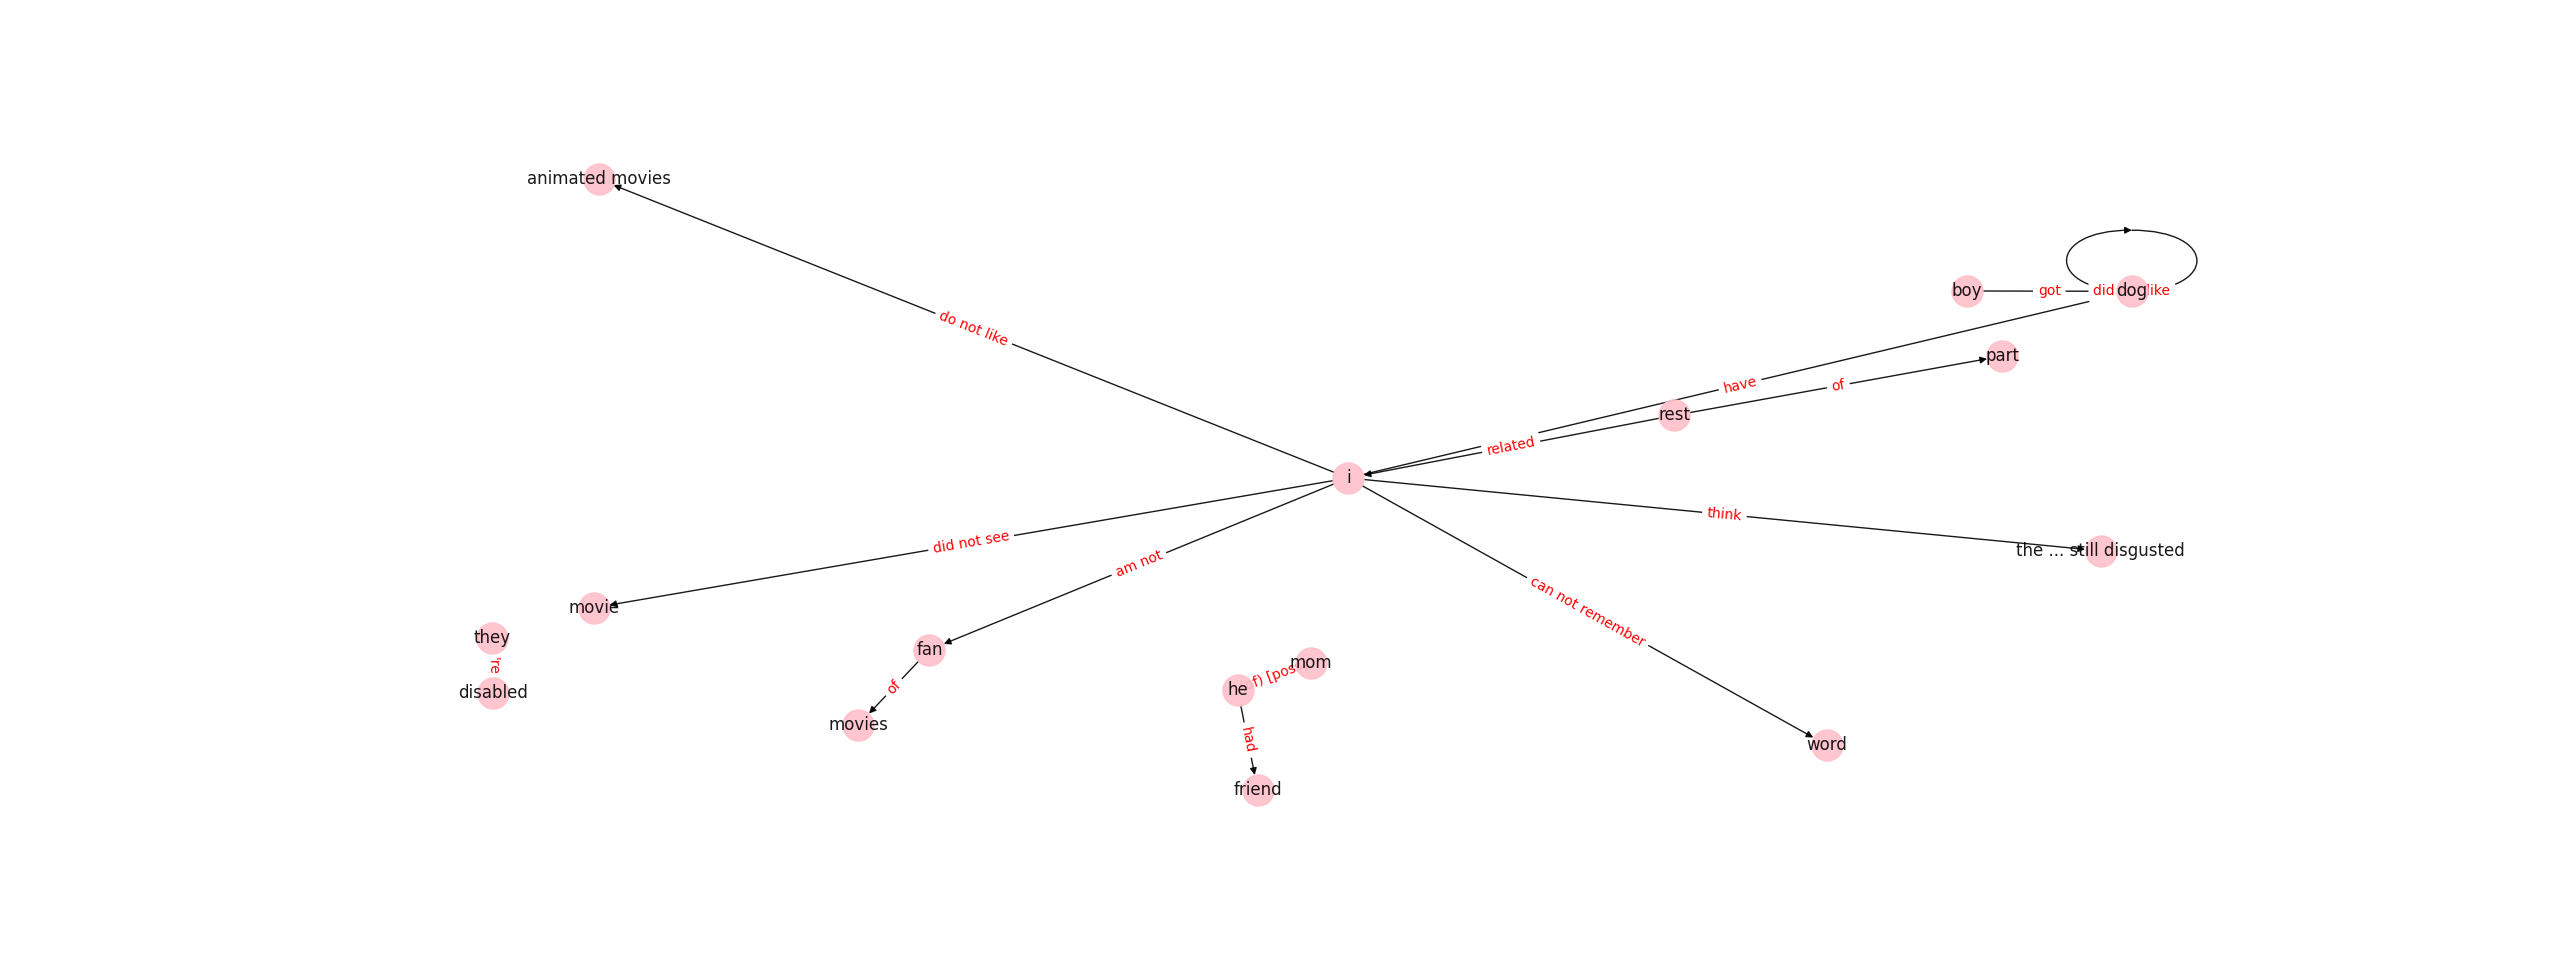 animated movies
do not like
boy
got
did
dog
like
part
have
of
rest
related
i
think
the ... still disgusted
did not see
am not
can not remember
movie
they
're
disabled
fan
of
movies
mom
f) [pos
he
had
friend
word